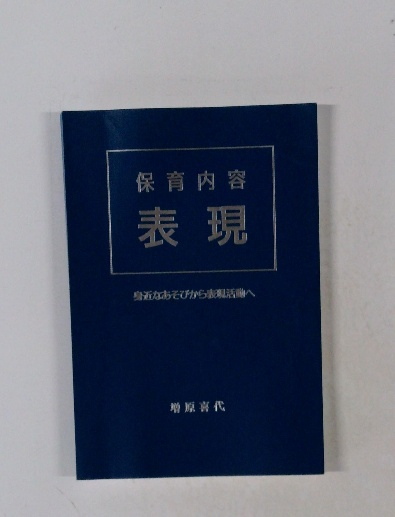 保育内容
表現
身近なあそびから表現活動へ
増原喜代